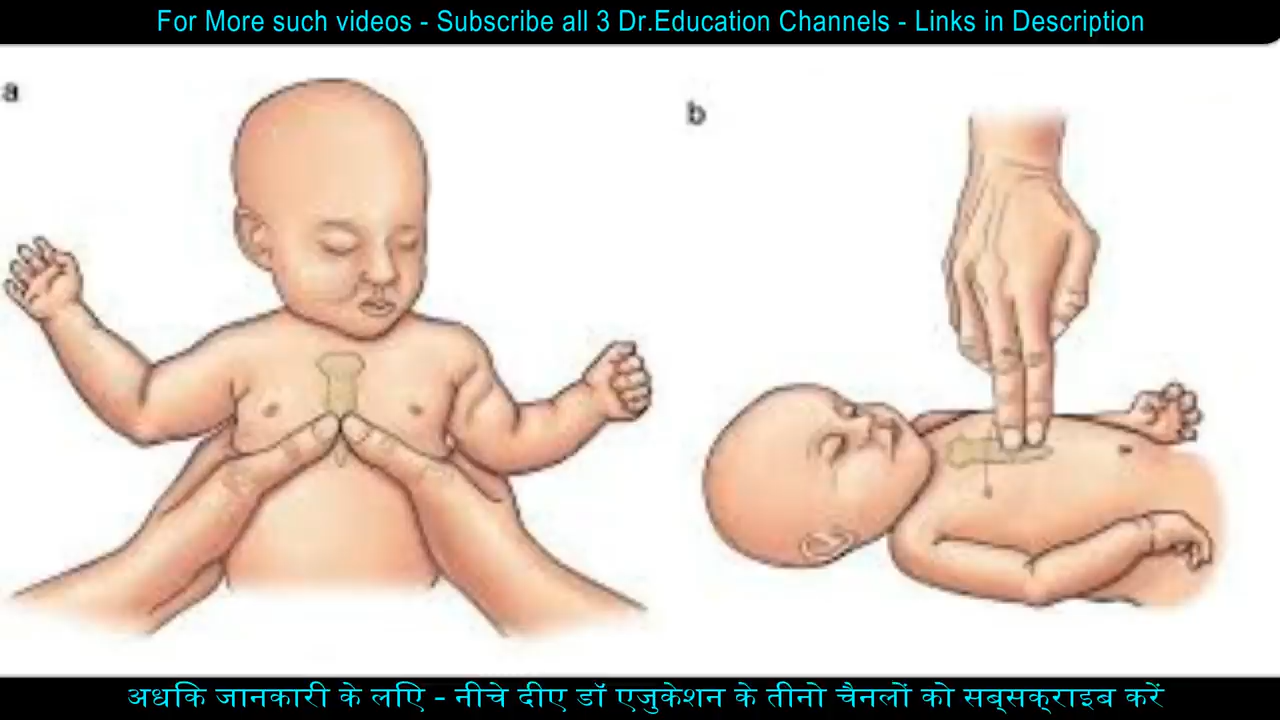 For More such videos - Subscribe all 3 Dr.Education Channels - Links in Description
a
b
अधकि जानकारी के लएि - नीचे दीए डॉ एजुकेशन के तीनो चैनलों को सब्सक्राइब करें